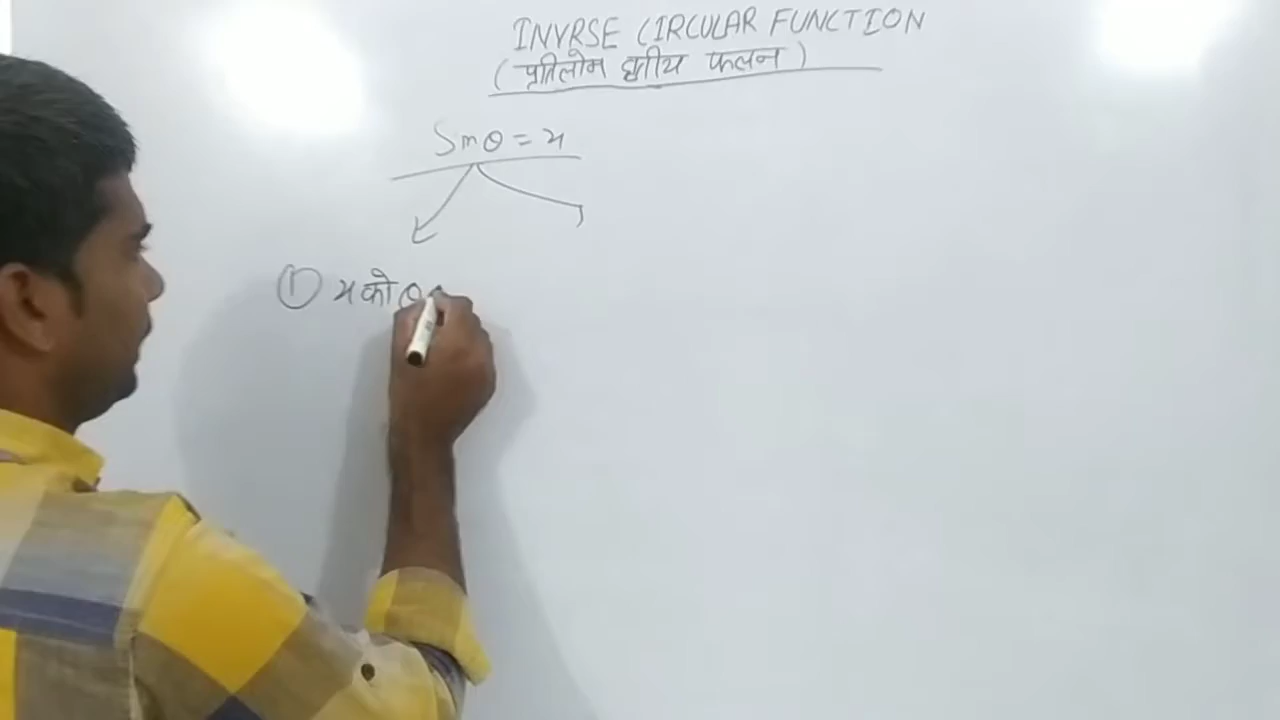 INVRSE CIRCULAR FUNCTION
(प्रतिलोम वृत्तीय फलन)
Sinθ = x
① x को θ